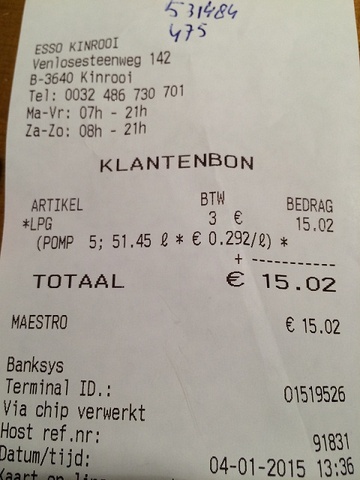 531484
475
ESSO KINROOI
Venlosesteenweg 142
B-3640 Kinrooi
Tel: 0032 486 730 701
Ma-Vr: 07h - 21h
Za-Zo: 08h - 21h
KLANTENBON
ARTIKEL BTW BEDRAG
*LPG 3 € 15.02
(POMP 5; 51.45 ℓ * € 0.292/ℓ) *
+ ------------
TOTAAL € 15.02
MAESTRO € 15.02
Banksys
Terminal ID.: 01519526
Via chip verwerkt
Host ref.nr: 91831
Datum/tijd: 04-01-2015 13:36